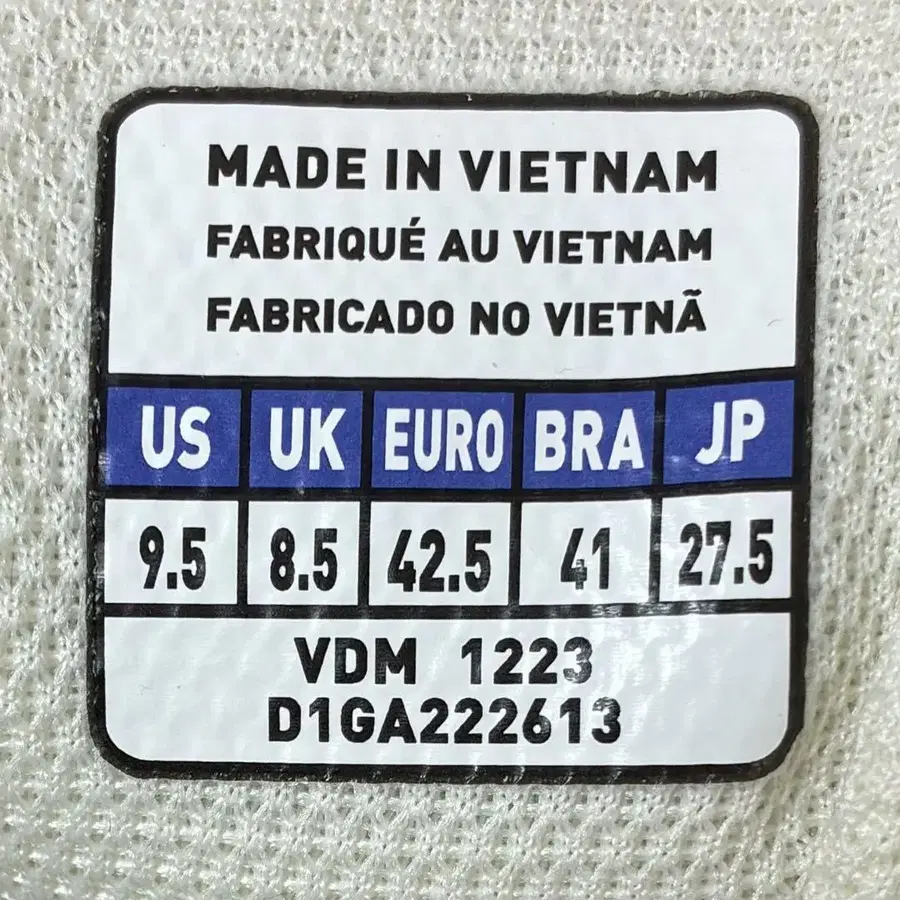 MADE IN VIETNAM
FABRIQUÉ AU VIETNAM
FABRICADO NO VIETNÃ
US UK EURO BRA JP
9.5 8.5 42.5 41 27.5
VDM 1223
D1GA222613